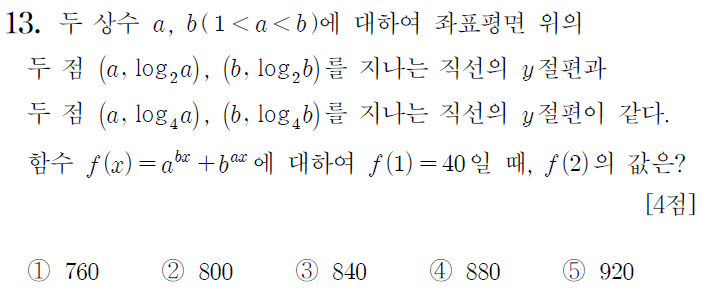 13. 두 상수 a, b(1<a<b)에 대하여 좌표평면 위의
두 점 (a, log₂a), (b, log₂b)를 지나는 직선의 y절편과
두 점 (a, log₄a), (b, log₄b)를 지나는 직선의 y절편이 같다.
함수 f(x)=a^{bx}+b^{ax}에 대하여 f(1)=40일 때, f(2)의 값은?
[4점]
① 760 ② 800 ③ 840 ④ 880 ⑤ 920